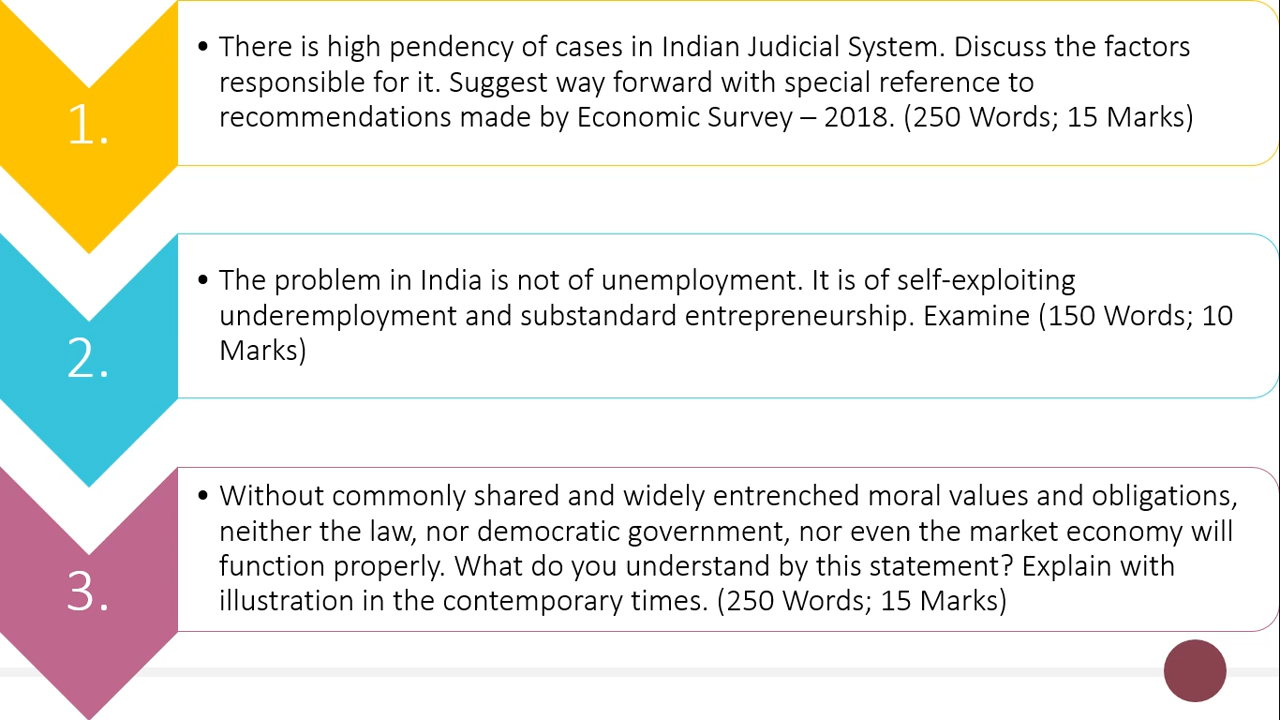 1.
• There is high pendency of cases in Indian Judicial System. Discuss the factors
responsible for it. Suggest way forward with special reference to
recommendations made by Economic Survey – 2018. (250 Words; 15 Marks)
2.
• The problem in India is not of unemployment. It is of self-exploiting
underemployment and substandard entrepreneurship. Examine (150 Words; 10
Marks)
3.
• Without commonly shared and widely entrenched moral values and obligations,
neither the law, nor democratic government, nor even the market economy will
function properly. What do you understand by this statement? Explain with
illustration in the contemporary times. (250 Words; 15 Marks)